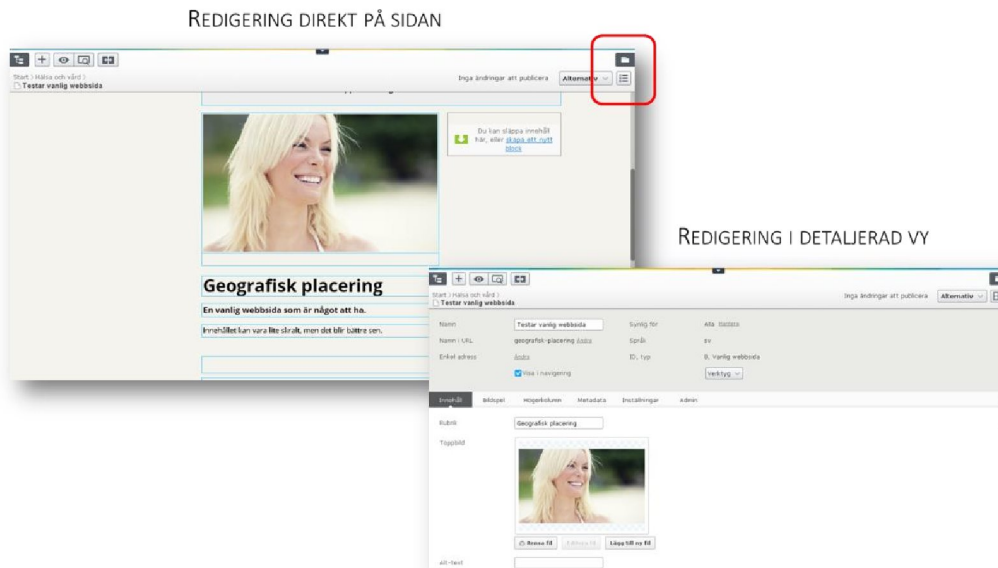 REDIGERING DIREKT PÅ SIDAN
Start > Hälsa och vård >
Testar vanlig webbsida
Inga ändringar att publicera
Alternativ
Du kan släppa innehåll
här, eller skapa ett nytt
block
Geografisk placering
En vanlig webbsida som är något att ha.
Innehållet kan vara lite skralt, men det blir bättre sen.
REDIGERING I DETALJERAD VY
Start > Hälsa och vård >
Testar vanlig webbsida
Inga ändringar att publicera
Alternativ
Namn Testar vanlig webbsida Synlig för Alla
Namn i URL geografisk-placering Ändra Språk sv
Enkel adress Ändra ID, typ Vanlig webbsida
Visa i navigering Verktyg
Innehåll Bildspel Högerkolumn Metadata Inställningar Admin
Rubrik Geografisk placering
Toppbild
Rensa fil Lägg till ny fil
Alt-text